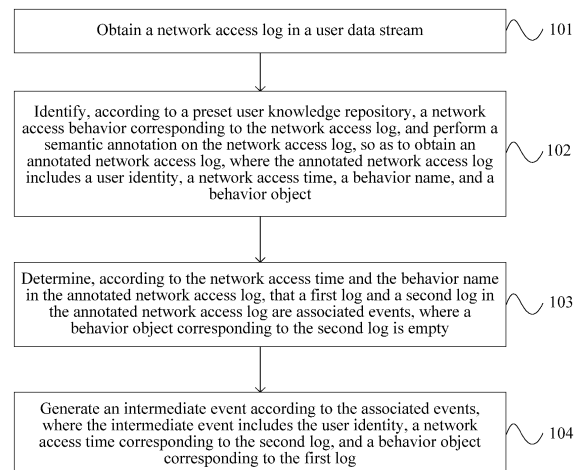 Obtain a network access log in a user data stream
101
Identify, according to a preset user knowledge repository, a network
access behavior corresponding to the network access log, and perform a
semantic annotation on the network access log, so as to obtain an
annotated network access log, where the annotated network access log
includes a user identity, a network access time, a behavior name, and a
behavior object
102
Determine, according to the network access time and the behavior name
in the annotated network access log, that a first log and a second log in
the annotated network access log are associated events, where a
behavior object corresponding to the second log is empty
103
Generate an intermediate event according to the associated events,
where the intermediate event includes the user identity, a network
access time corresponding to the second log, and a behavior object
corresponding to the first log
104